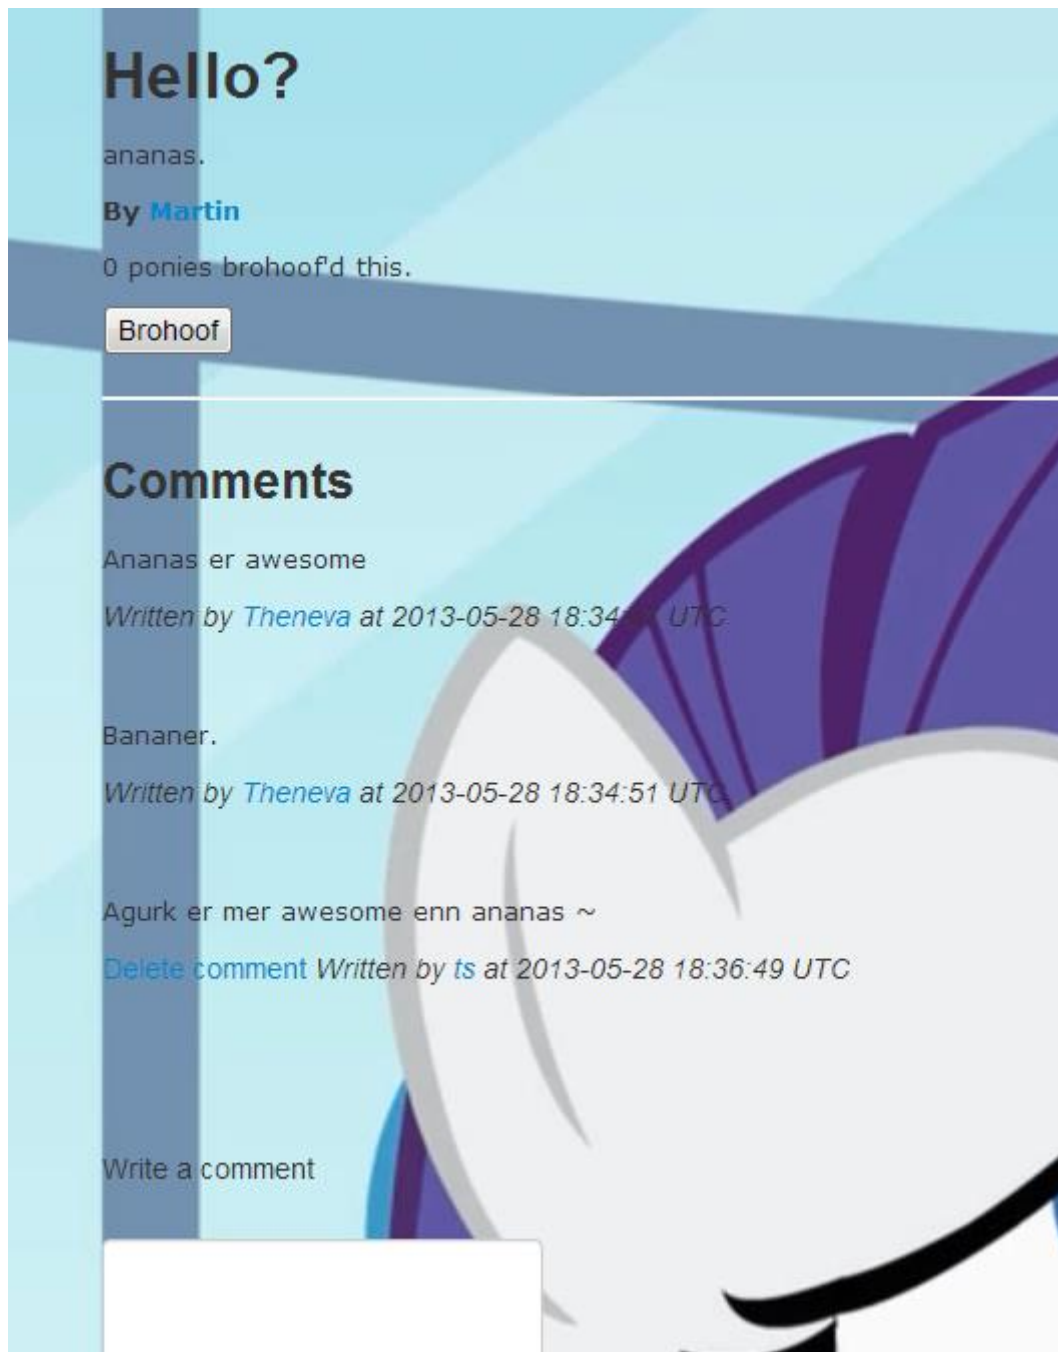 Hello?
ananas.
By Martin
0 ponies brohoof'd this.
Brohoof
Comments
Ananas er awesome
Written by Theneva at 2013-05-28 18:34: UTC
Bananer.
Written by Theneva at 2013-05-28 18:34:51 UTC
Agurk er mer awesome enn ananas ~
Delete comment Written by ts at 2013-05-28 18:36:49 UTC
Write a comment